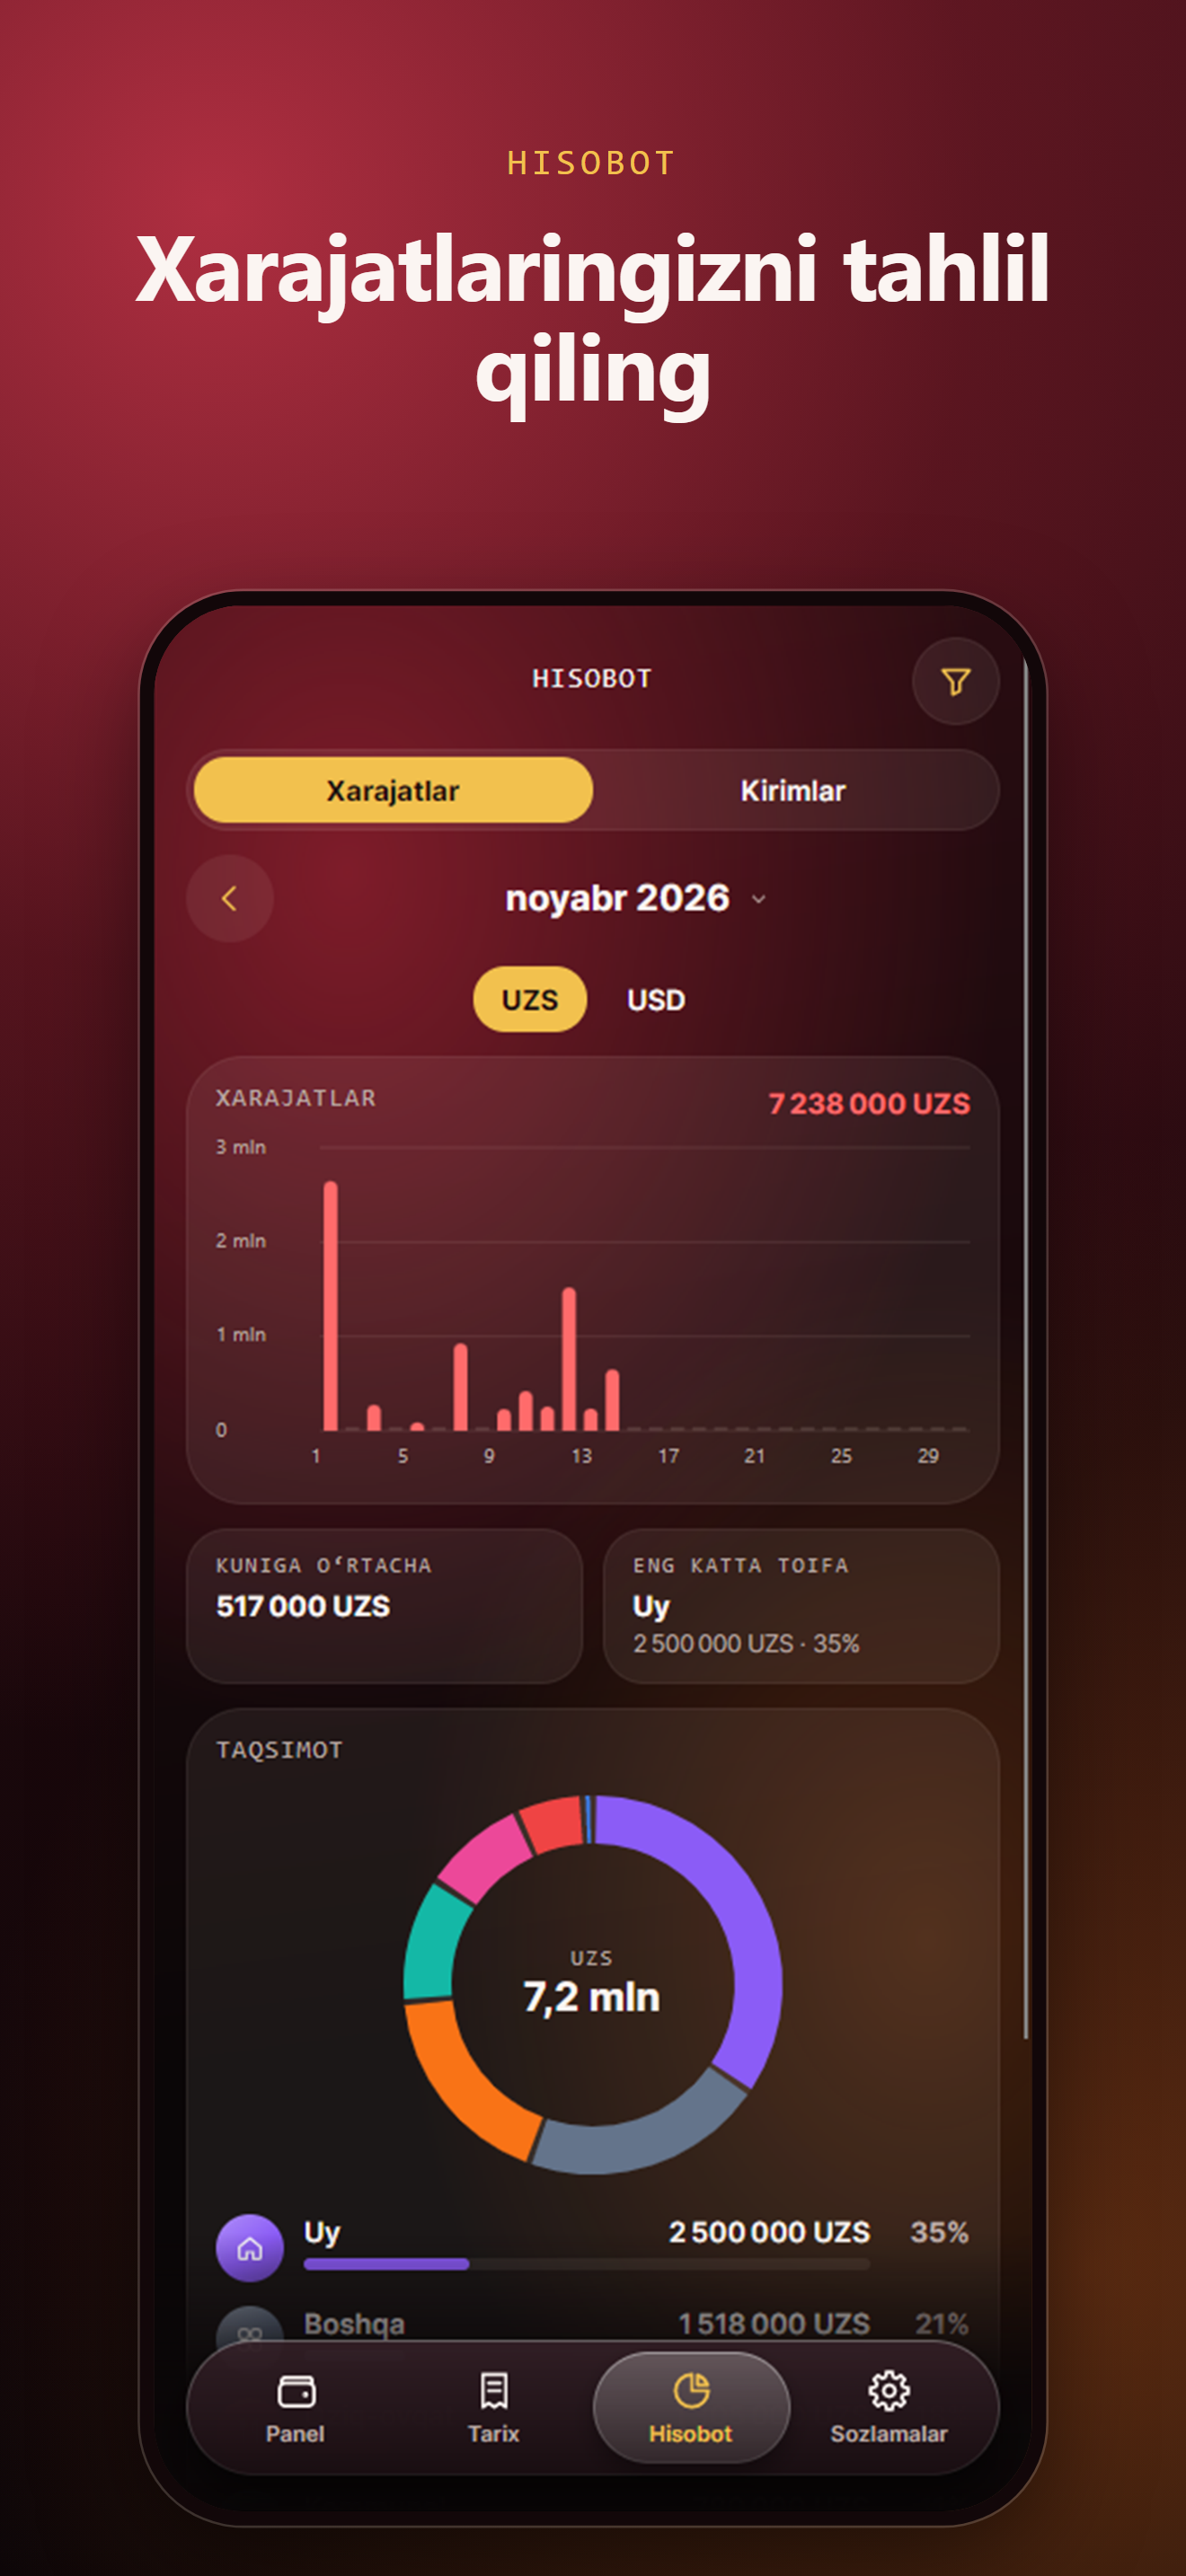 HISOBOT
Xarajatlaringizni tahlil
qiling
HISOBOT
Xarajatlar
Kirimlar
noyabr 2026
UZS
USD
XARAJATLAR
7 238 000 UZS
3 mln
2 mln
1 mln
0
1 5 9 13 17 21 25 29
KUNIGA OʻRTACHA
517 000 UZS
ENG KATTA TOIFA
Uy
2 500 000 UZS · 35%
TAQSIMOT
UZS
7,2 mln
Uy 2 500 000 UZS 35%
Boshqa 1 518 000 UZS 21%
Panel
Tarix
Hisobot
Sozlamalar